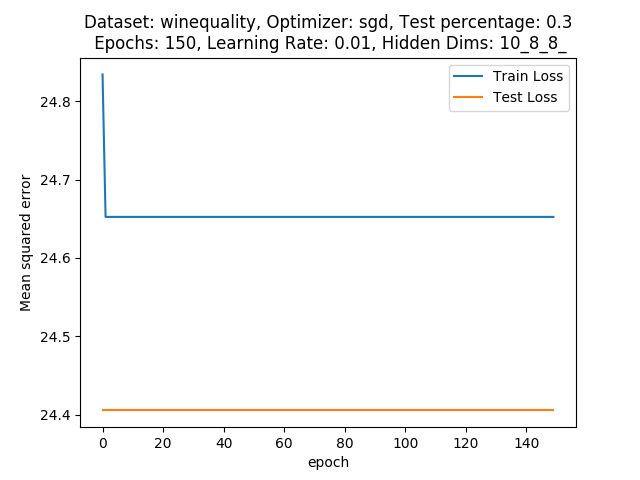 Dataset: winequality, Optimizer: sgd, Test percentage: 0.3
Epochs: 150, Learning Rate: 0.01, Hidden Dims: 10_8_8_
Train Loss
Test Loss
24.8
24.7
24.6
24.5
24.4
Mean squared error
0 20 40 60 80 100 120 140
epoch